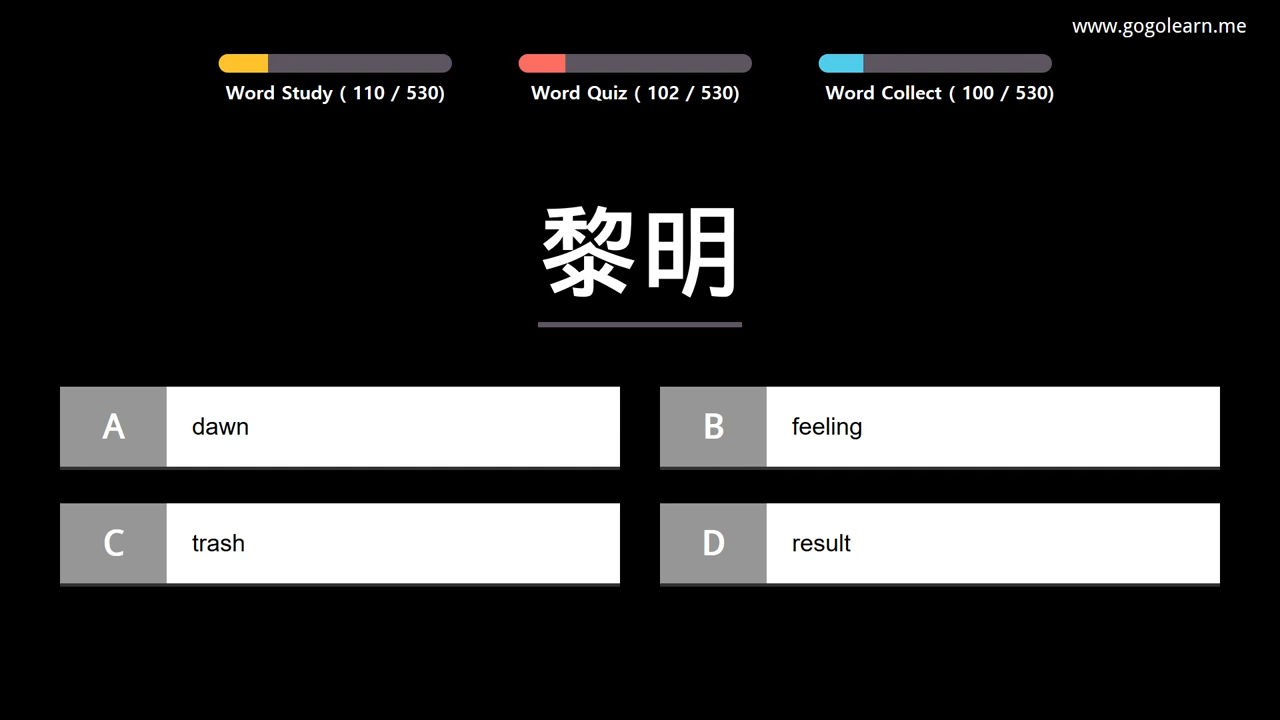 www.gogolearn.me
Word Study ( 110 / 530)
Word Quiz ( 102 / 530)
Word Collect ( 100 / 530)
黎明
A dawn
B feeling
C trash
D result